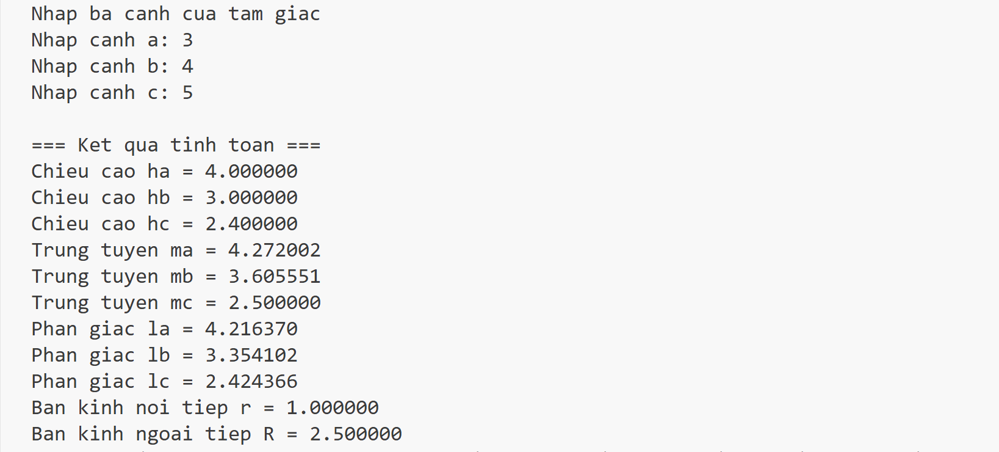 Nhap ba canh cua tam giac
Nhap canh a: 3
Nhap canh b: 4
Nhap canh c: 5
=== Ket qua tinh toan ===
Chieu cao ha = 4.000000
Chieu cao hb = 3.000000
Chieu cao hc = 2.400000
Trung tuyen ma = 4.272002
Trung tuyen mb = 3.605551
Trung tuyen mc = 2.500000
Phan giac la = 4.216370
Phan giac lb = 3.354102
Phan giac lc = 2.424366
Ban kinh noi tiep r = 1.000000
Ban kinh ngoai tiep R = 2.500000